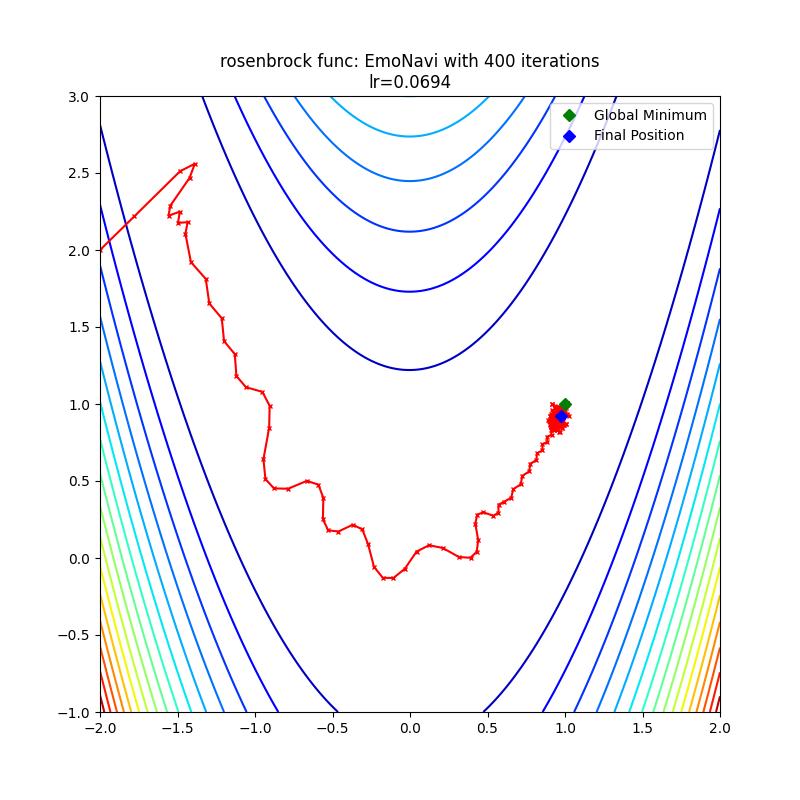 rosenbrock func: EmoNavi with 400 iterations
lr=0.0694
Global Minimum
Final Position
3.0
2.5
2.0
1.5
1.0
0.5
0.0
−0.5
−1.0
−2.0 −1.5 −1.0 −0.5 0.0 0.5 1.0 1.5 2.0